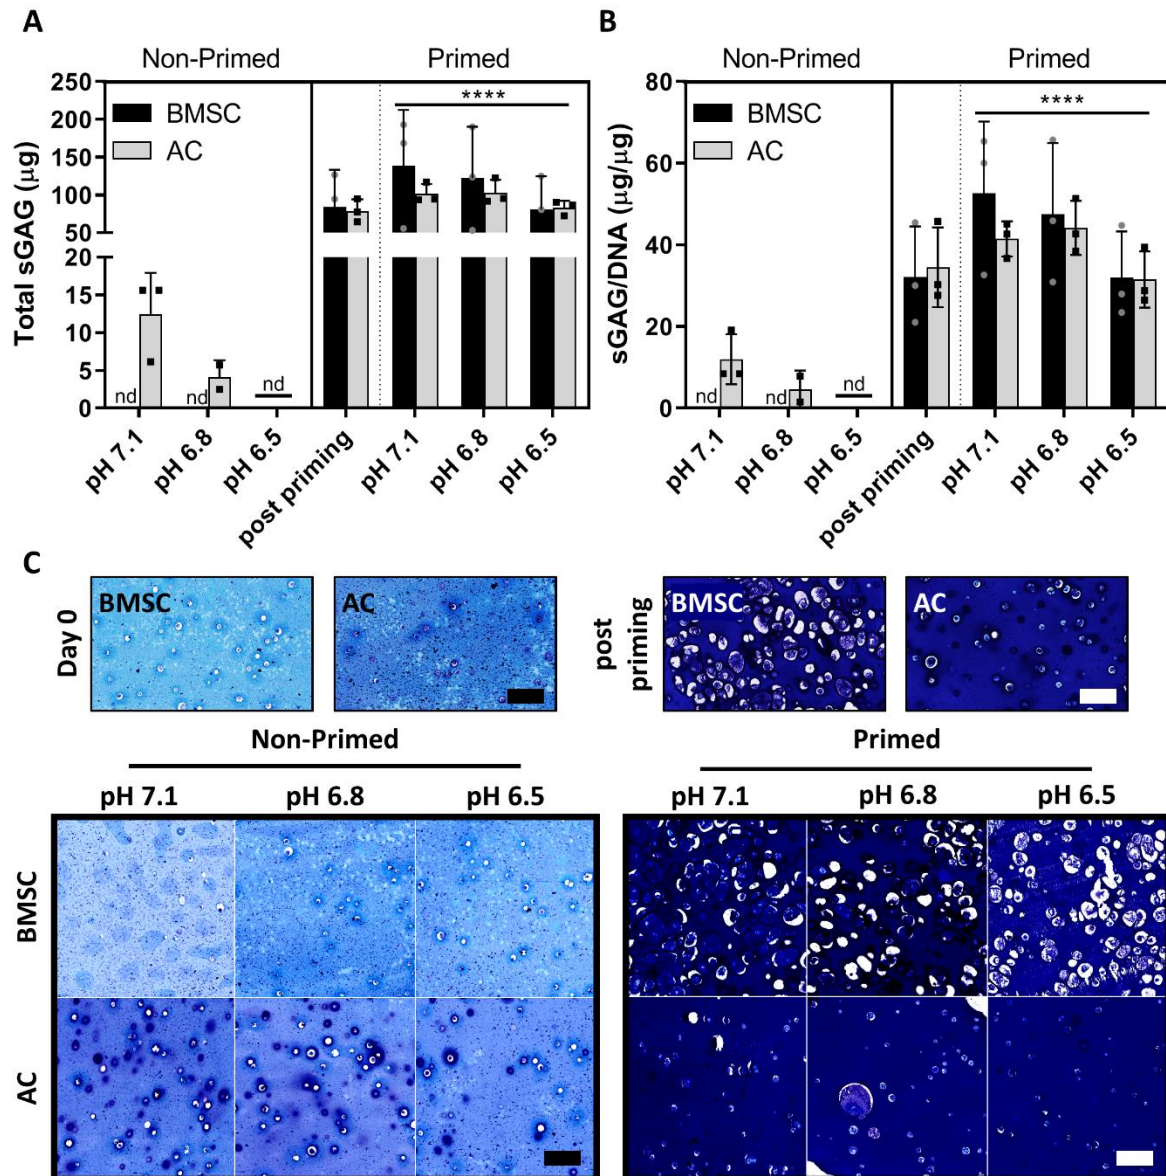 A
Non-Primed Primed
Total sGAG (µg)
250
200
150
100
50
20
15
10
5
0
BMSC
AC
****
nd nd nd
pH 7.1 pH 6.8 pH 6.5 post priming pH 7.1 pH 6.8 pH 6.5
B
Non-Primed Primed
sGAG/DNA (µg/µg)
80
60
40
20
0
BMSC
AC
****
nd nd nd
pH 7.1 pH 6.8 pH 6.5 post priming pH 7.1 pH 6.8 pH 6.5
C
Day 0
BMSC AC
post
priming
BMSC AC
Non-Primed
pH 7.1 pH 6.8 pH 6.5
Primed
pH 7.1 pH 6.8 pH 6.5
BMSC
AC